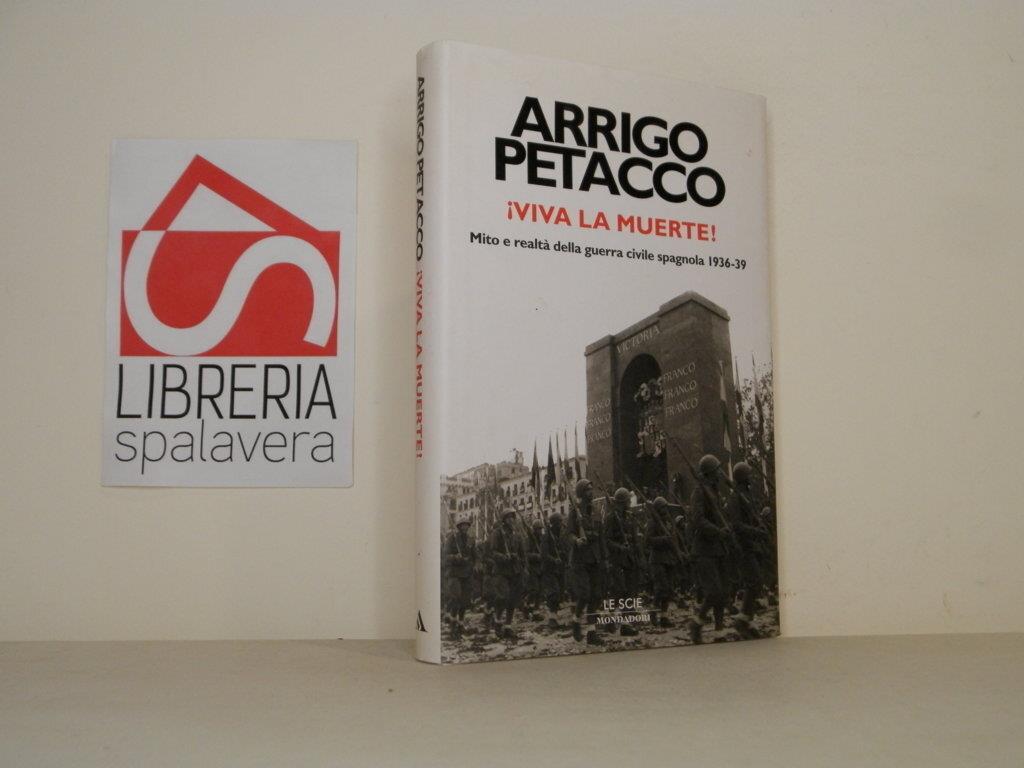 LIBRERIA
spalavera
ARRIGO PETACCO ¡VIVA LA MUERTE!
ARRIGO
PETACCO
¡VIVA LA MUERTE!
Mito e realtà della guerra civile spagnola 1936-39
VICTORIA
FRANCO
FRANCO
FRANCO
FRANCO
FRANCO
FRANCO
LE SCIE
MONDADORI